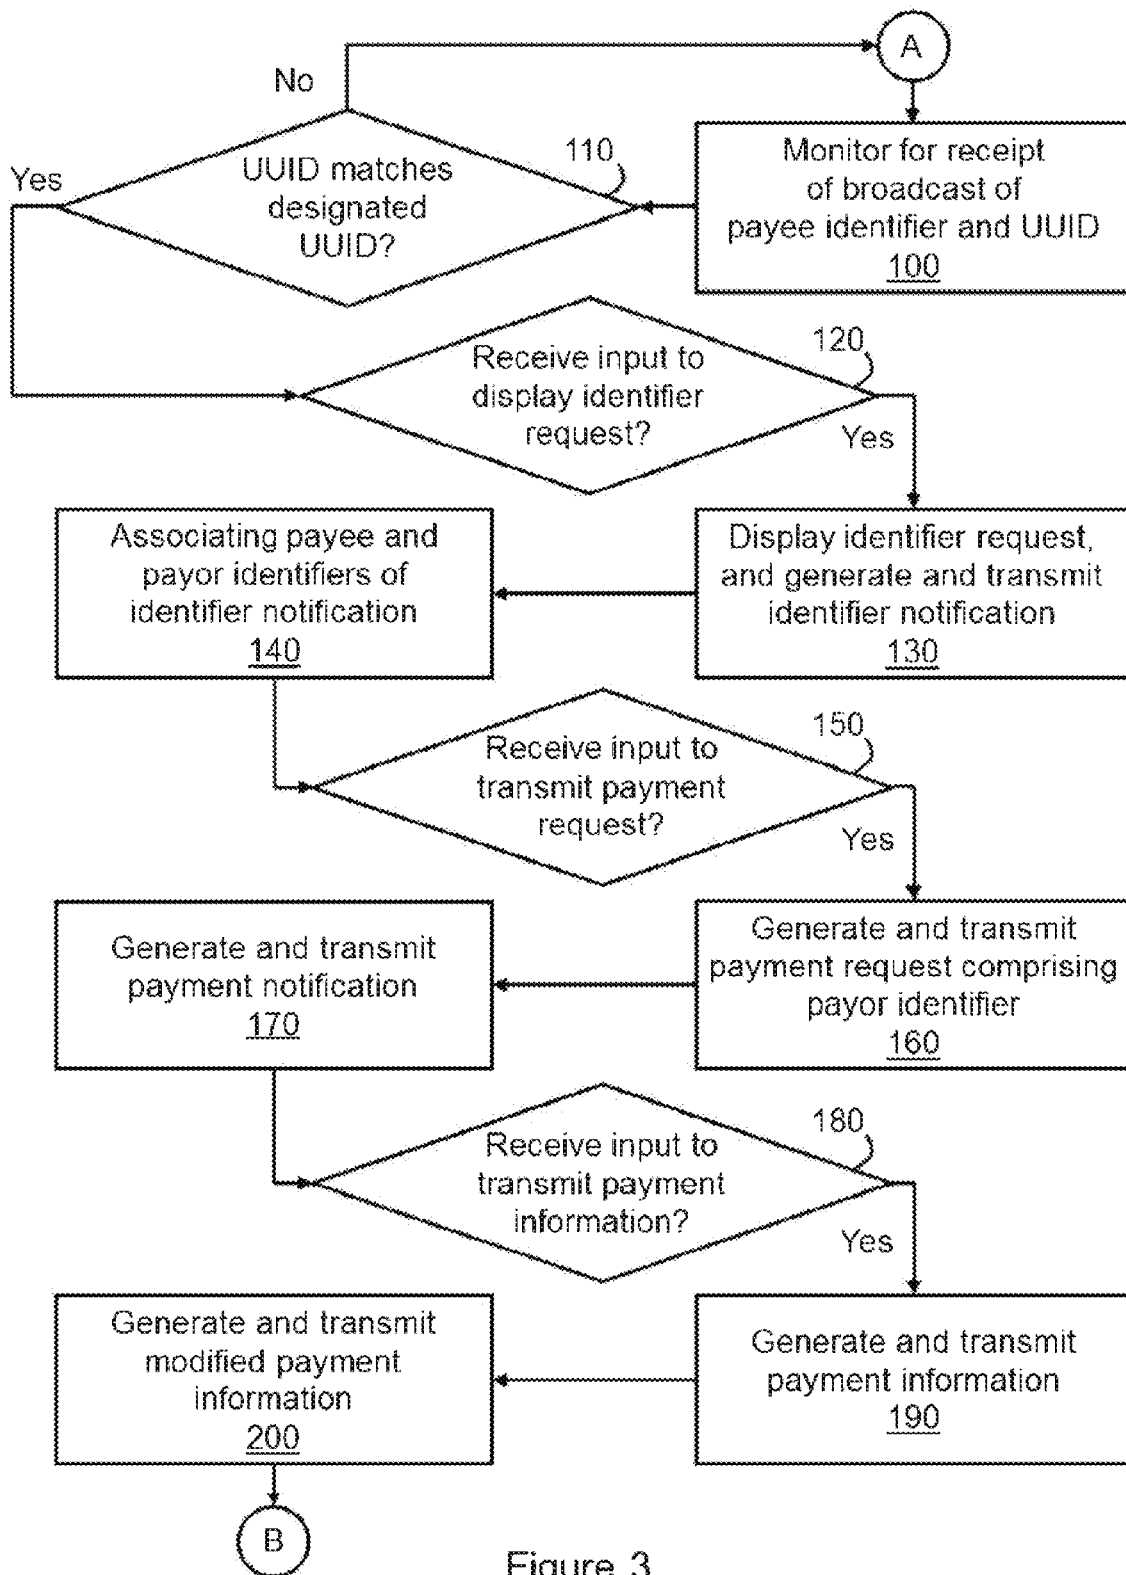 A
No
Monitor for receipt
of broadcast of
payee identifier and UUID
100
110
UUID matches
designated
UUID?
Yes
120
Receive input to
display identifier
request?
Yes
Associating payee and
payor identifiers of
identifier notification
140
Display identifier request,
and generate and transmit
identifier notification
130
150
Receive input to
transmit payment
request?
Yes
Generate and transmit
payment notification
170
Generate and transmit
payment request comprising
payor identifier
160
180
Receive input to
transmit payment
information?
Yes
Generate and transmit
modified payment
information
200
Generate and transmit
payment information
190
B
Figure 3